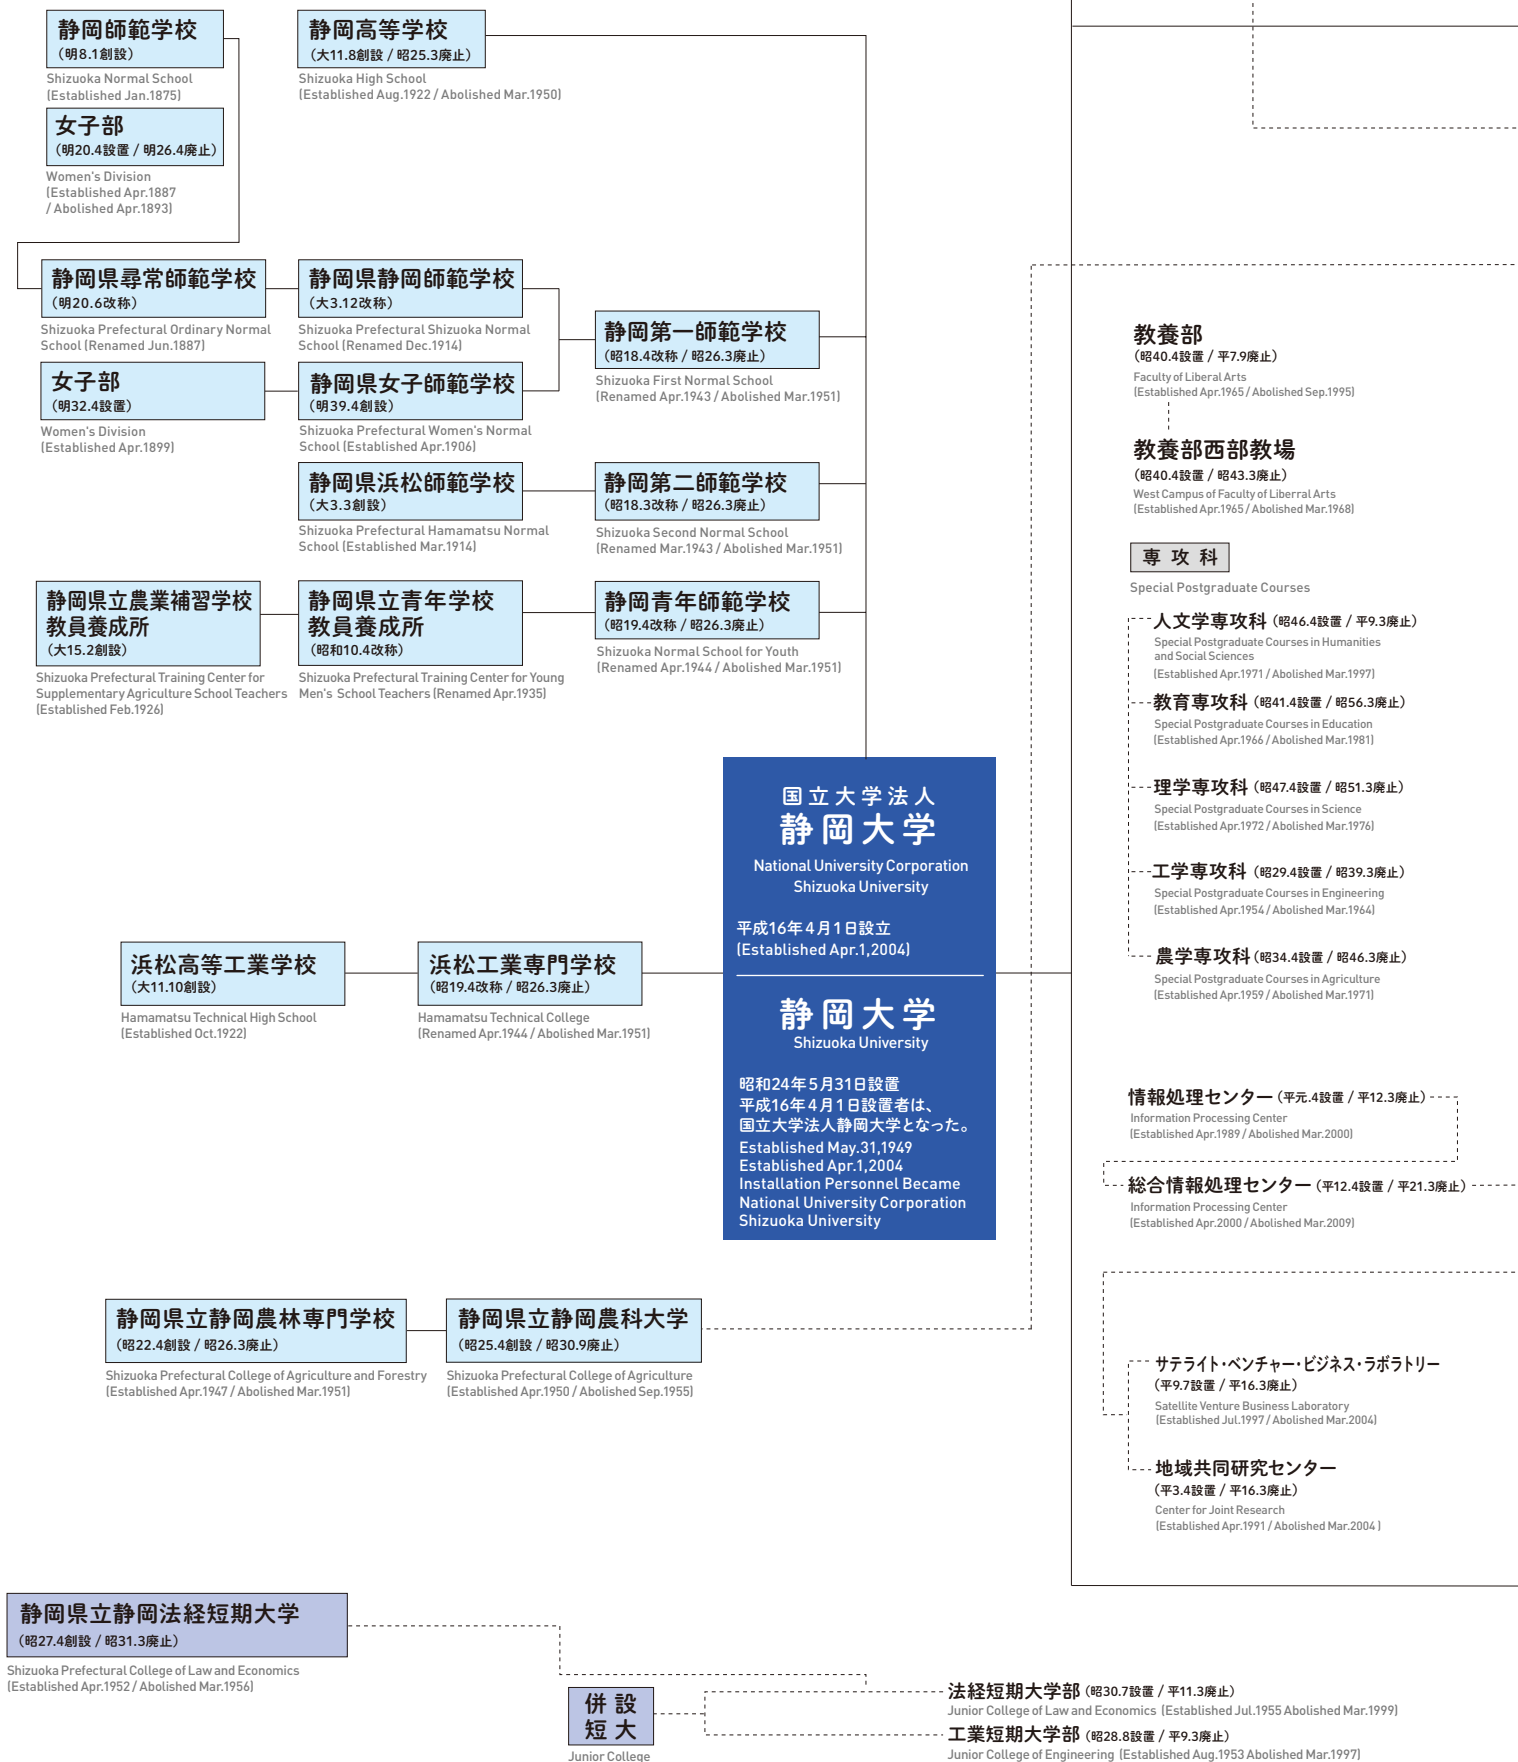 静岡師範学校
（明8.1創設）
Shizuoka Normal School
(Established Jan.1875)
女子部
（明20.4設置 / 明26.4廃止）
Women's Division
(Established Apr.1887
/ Abolished Apr.1893)
静岡高等学校
（大11.8創設 / 昭25.3廃止）
Shizuoka High School
(Established Aug.1922 / Abolished Mar.1950)
静岡県尋常師範学校
（明20.6改称）
Shizuoka Prefectural Ordinary Normal
School (Renamed Jun.1887)
女子部
（明32.4設置）
Women's Division
(Established Apr.1899)
静岡県静岡師範学校
（大3.12改称）
Shizuoka Prefectural Shizuoka Normal
School (Renamed Dec.1914)
静岡県女子師範学校
（明39.4創設）
Shizuoka Prefectural Women's Normal
School (Established Apr.1906)
静岡第一師範学校
（昭18.4改称 / 昭26.3廃止）
Shizuoka First Normal School
(Renamed Apr.1943 / Abolished Mar.1951)
静岡県浜松師範学校
（大3.3創設）
Shizuoka Prefectural Hamamatsu Normal
School (Established Mar.1914)
静岡第二師範学校
（昭18.3改称 / 昭26.3廃止）
Shizuoka Second Normal School
(Renamed Mar.1943 / Abolished Mar.1951)
静岡県立農業補習学校
教員養成所
（大15.2創設）
Shizuoka Prefectural Training Center for
Supplementary Agriculture School Teachers
(Established Feb.1926)
静岡県立青年学校
教員養成所
（昭和10.4改称）
Shizuoka Prefectural Training Center for Young
Men's School Teachers (Renamed Apr.1935)
静岡青年師範学校
（昭19.4改称 / 昭26.3廃止）
Shizuoka Normal School for Youth
(Renamed Apr.1944 / Abolished Mar.1951)
浜松高等工業学校
（大11.10創設）
Hamamatsu Technical High School
(Established Oct.1922)
浜松工業専門学校
（昭19.4改称 / 昭26.3廃止）
Hamamatsu Technical College
(Renamed Apr.1944 / Abolished Mar.1951)
国立大学法人
静岡大学
National University Corporation
Shizuoka University
平成16年4月1日設立
(Established Apr.1,2004)
静岡大学
Shizuoka University
昭和24年5月31日設置
平成16年4月1日設置者は、
国立大学法人静岡大学となった。
Established May.31,1949
Established Apr.1,2004
Installation Personnel Became
National University Corporation
Shizuoka University
静岡県立静岡農林専門学校
（昭22.4創設 / 昭26.3廃止）
Shizuoka Prefectural College of Agriculture and Forestry
(Established Apr.1947 / Abolished Mar.1951)
静岡県立静岡農科大学
（昭25.4創設 / 昭30.9廃止）
Shizuoka Prefectural College of Agriculture
(Established Apr.1950 / Abolished Sep.1955)
教養部
（昭40.4設置 / 平7.9廃止）
Faculty of Liberal Arts
(Established Apr.1965 / Abolished Sep.1995)
教養部西部教場
（昭40.4設置 / 昭43.3廃止）
West Campus of Faculty of Liberral Arts
(Established Apr.1965 / Abolished Mar.1968)
専攻科
Special Postgraduate Courses
人文学専攻科（昭46.4設置 / 平9.3廃止）
Special Postgraduate Courses in Humanities
and Social Sciences
(Established Apr.1971 / Abolished Mar.1997)
教育専攻科（昭41.4設置 / 昭56.3廃止）
Special Postgraduate Courses in Education
(Established Apr.1966 / Abolished Mar.1981)
理学専攻科（昭47.4設置 / 昭51.3廃止）
Special Postgraduate Courses in Science
(Established Apr.1972 / Abolished Mar.1976)
工学専攻科（昭29.4設置 / 昭39.3廃止）
Special Postgraduate Courses in Engineering
(Established Apr.1954 / Abolished Mar.1964)
農学専攻科（昭34.4設置 / 昭46.3廃止）
Special Postgraduate Courses in Agriculture
(Established Apr.1959 / Abolished Mar.1971)
情報処理センター（平元.4設置 / 平12.3廃止）
Information Processing Center
(Established Apr.1989 / Abolished Mar.2000)
総合情報処理センター（平12.4設置 / 平21.3廃止）
Information Processing Center
(Established Apr.2000 / Abolished Mar.2009)
サテライト・ベンチャー・ビジネス・ラボラトリー
（平9.7設置 / 平16.3廃止）
Satellite Venture Business Laboratory
(Established Jul.1997 / Abolished Mar.2004)
地域共同研究センター
（平3.4設置 / 平16.3廃止）
Center for Joint Research
(Established Apr.1991 / Abolished Mar.2004 )
静岡県立静岡法経短期大学
（昭27.4創設 / 昭31.3廃止）
Shizuoka Prefectural College of Law and Economics
(Established Apr.1952 / Abolished Mar.1956)
併設
短大
Junior College
法経短期大学部（昭30.7設置 / 平11.3廃止）
Junior College of Law and Economics (Established Jul.1955 Abolished Mar.1999)
工業短期大学部（昭28.8設置 / 平9.3廃止）
Junior College of Engineering (Established Aug.1953 Abolished Mar.1997)